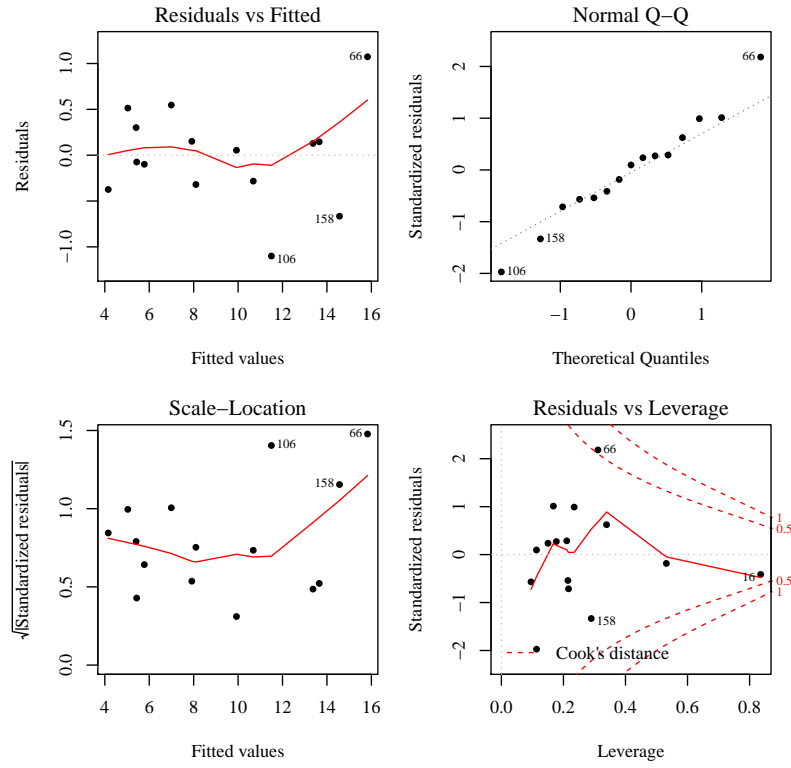 Residuals vs Fitted
Residuals
1.0
0.5
0.0
−1.0
66
158
106
4 6 8 10 12 14 16
Fitted values
Normal Q−Q
Standardized residuals
2
1
0
−1
−2
66
158
106
−1 0 1
Theoretical Quantiles
Scale−Location
√|Standardized residuals|
1.5
1.0
0.5
0.0
66
106
158
4 6 8 10 12 14 16
Fitted values
Residuals vs Leverage
Standardized residuals
2
1
0
−1
−2
66
1
0.5
16
0.5
1
158
Cook's distance
0.0 0.2 0.4 0.6 0.8
Leverage